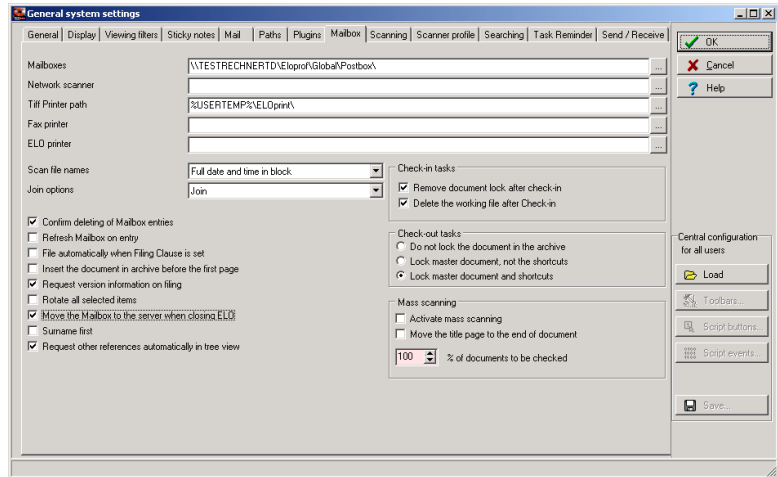 General system settings
General Display Viewing filters Sticky notes Mail Paths Plugins Mailbox Scanning Scanner profile Searching Task Reminder Send / Receive
Mailboxes \\TESTRECHNERTD\Eloprof\Global\Postbox\ ...
Network scanner ...
Tiff Printer path %USERTEMP%\ELOprint\ ...
Fax printer ...
ELO printer ...
Scan file names Full date and time in block
Join options Join
Confirm deleting of Mailbox entries
Refresh Mailbox on entry
File automatically when Filing Clause is set
Insert the document in archive before the first page
Request version information on filing
Rotate all selected items
Move the Mailbox to the server when closing ELO
Surname first
Request other references automatically in tree view
Check-in tasks
Remove document lock after check-in
Delete the working file after Check-in
Check-out tasks
Do not lock the document in the archive
Lock master document, not the shortcuts
Lock master document and shortcuts
Mass scanning
Activate mass scanning
Move the title page to the end of document
100 % of documents to be checked
OK
Cancel
? Help
Central configuration
for all users
Load
Toolbars...
Script buttons...
Script events...
Save...